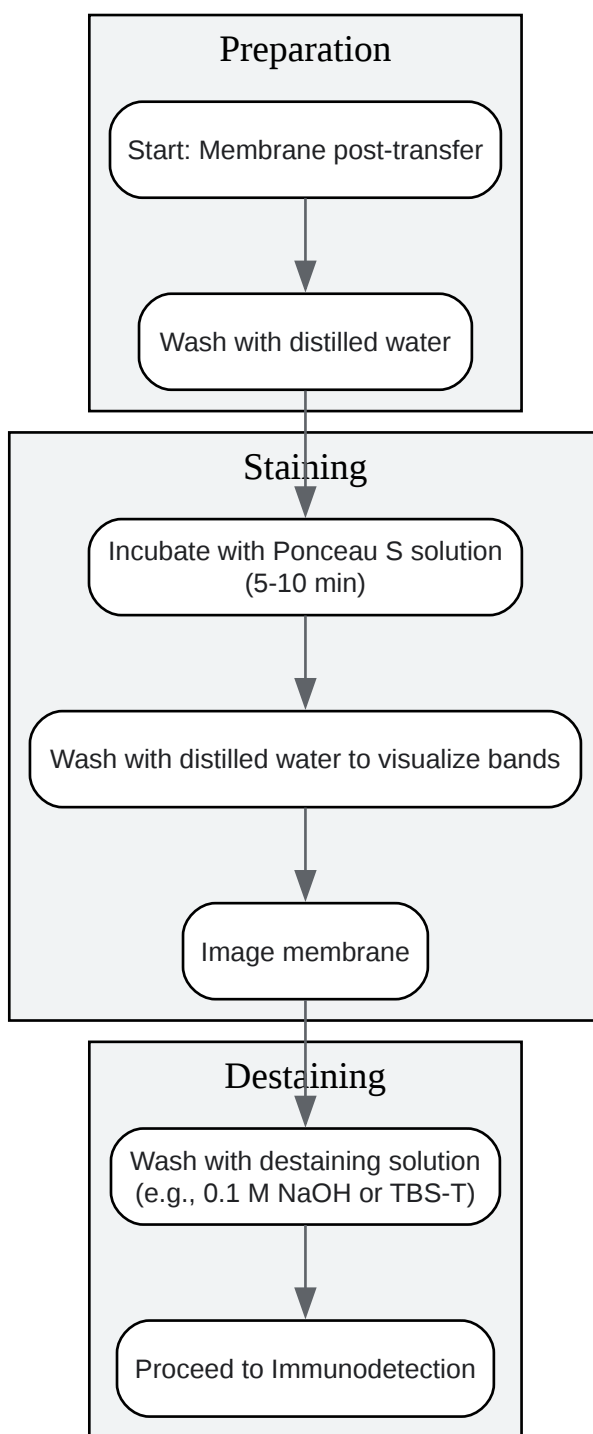 Preparation
Start: Membrane post-transfer
Wash with distilled water
Staining
Incubate with Ponceau S solution
(5-10 min)
Wash with distilled water to visualize bands
Image membrane
Destaining
Wash with destaining solution
(e.g., 0.1 M NaOH or TBS-T)
Proceed to Immunodetection